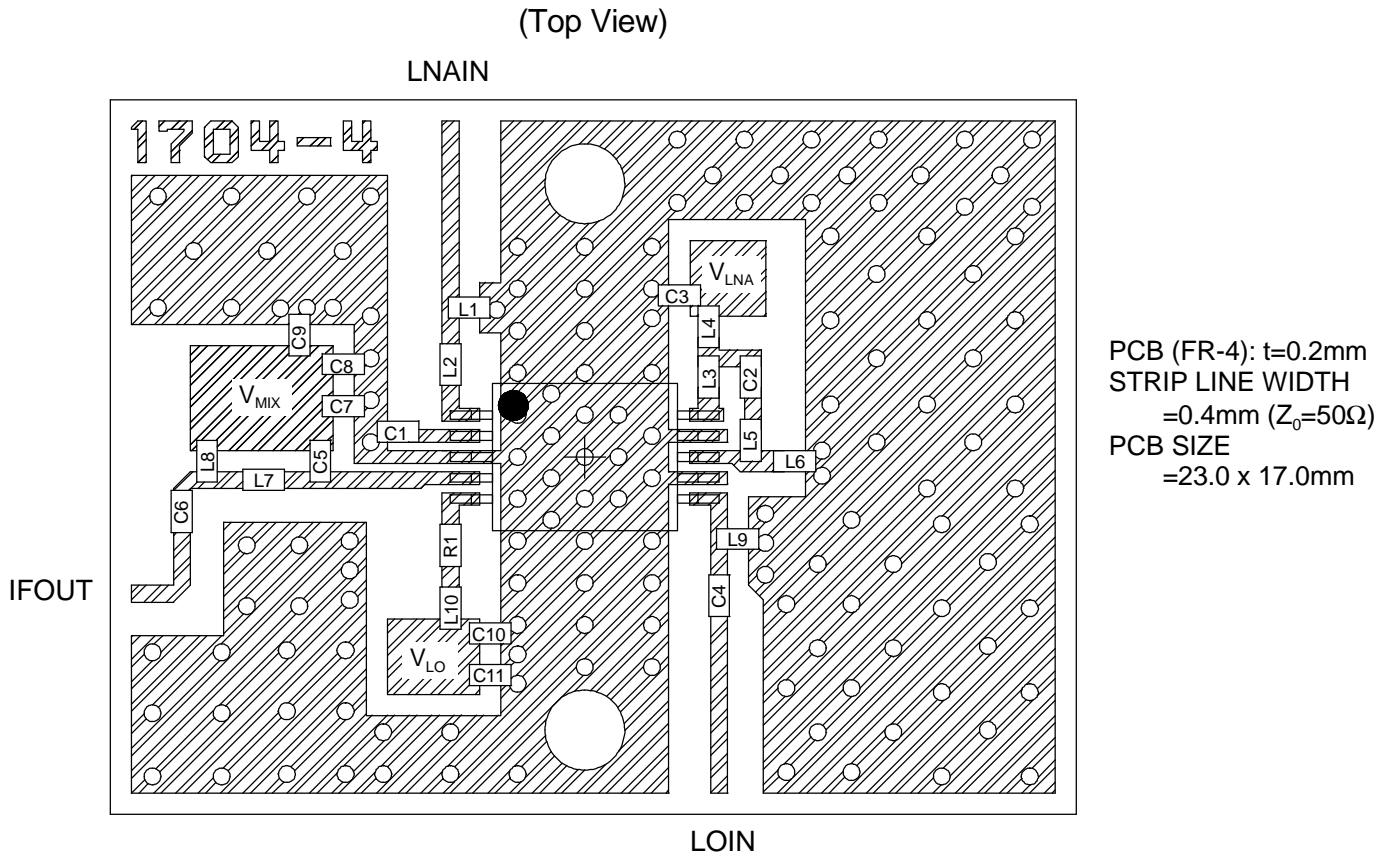 (Top View)
LNAIN
1704-4
VLNA
L1
C3
L4
C9
C8
L2
L3
C2
VMIX
C7
C1
L5
L8
C5
L6
L7
C6
R1
L9
L10
C4
C10
VLO
C11
IFOUT
LOIN
PCB (FR-4): t=0.2mm
STRIP LINE WIDTH
=0.4mm (Z0=50Ω)
PCB SIZE
=23.0 x 17.0mm